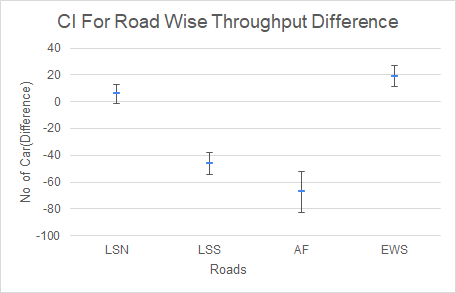 CI For Road Wise Throughput Difference
40
20
0
-20
-40
-60
-80
-100
No of Car(Difference)
LSN LSS AF EWS
Roads